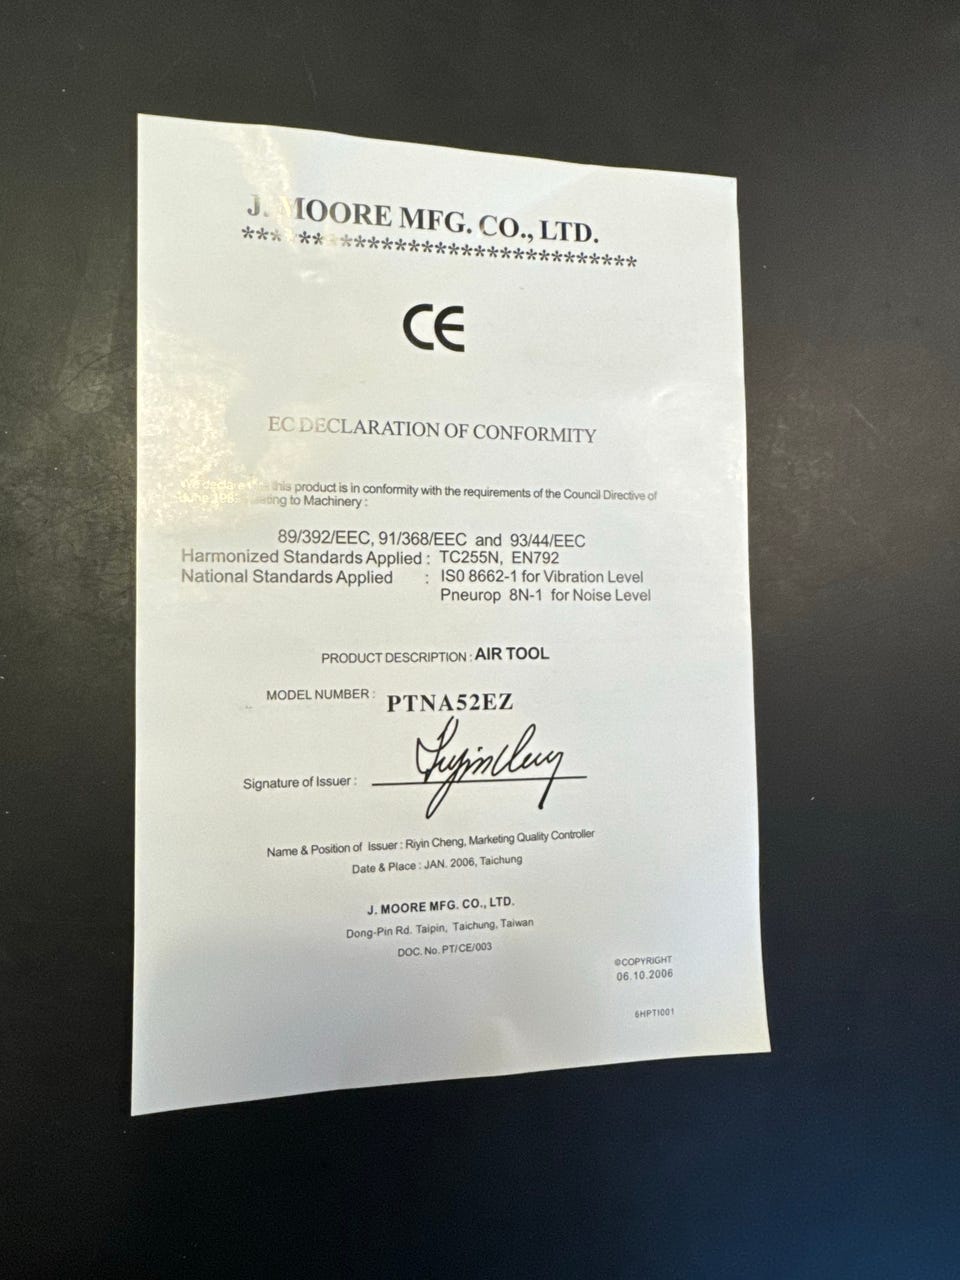 J. MOORE MFG. CO., LTD.
******************************
CE
EC DECLARATION OF CONFORMITY
We declare this product is in conformity with the requirements of the Council Directive of
June relating to Machinery :
89/392/EEC, 91/368/EEC and 93/44/EEC
Harmonized Standards Applied : TC255N, EN792
National Standards Applied : IS0 8662-1 for Vibration Level
Pneurop 8N-1 for Noise Level
PRODUCT DESCRIPTION : AIR TOOL
MODEL NUMBER : PTNA52EZ
Signature of Issuer :
Name & Position of Issuer : Riyin Cheng, Marketing Quality Controller
Date & Place : JAN. 2006, Taichung
J. MOORE MFG. CO., LTD.
Dong-Pin Rd. Taipin, Taichung, Taiwan
DOC. No. PT/CE/003
©COPYRIGHT
06.10.2006
6HPTI001